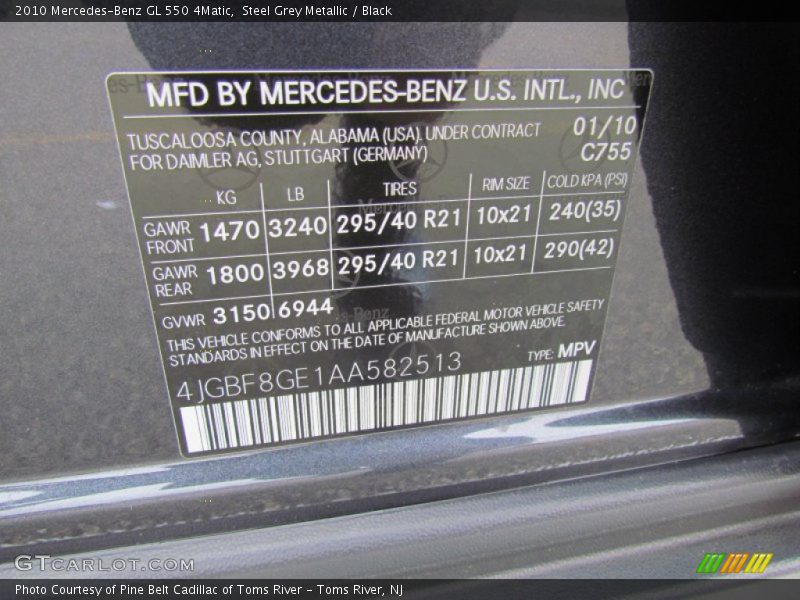 2010 Mercedes-Benz GL 550 4Matic, Steel Grey Metallic / Black
MFD BY MERCEDES-BENZ U.S. INTL., INC
TUSCALOOSA COUNTY, ALABAMA (USA). UNDER CONTRACT 01/10
FOR DAIMLER AG, STUTTGART (GERMANY) C755
KG LB TIRES RIM SIZE COLD KPA (PSI)
GAWR FRONT 1470 3240 295/40 R21 10x21 240(35)
GAWR REAR 1800 3968 295/40 R21 10x21 290(42)
GVWR 3150 6944
THIS VEHICLE CONFORMS TO ALL APPLICABLE FEDERAL MOTOR VEHICLE SAFETY
STANDARDS IN EFFECT ON THE DATE OF MANUFACTURE SHOWN ABOVE.
4JGBF8GE1AA582513 TYPE: MPV
GTCARLOT.COM
Photo Courtesy of Pine Belt Cadillac of Toms River - Toms River, NJ